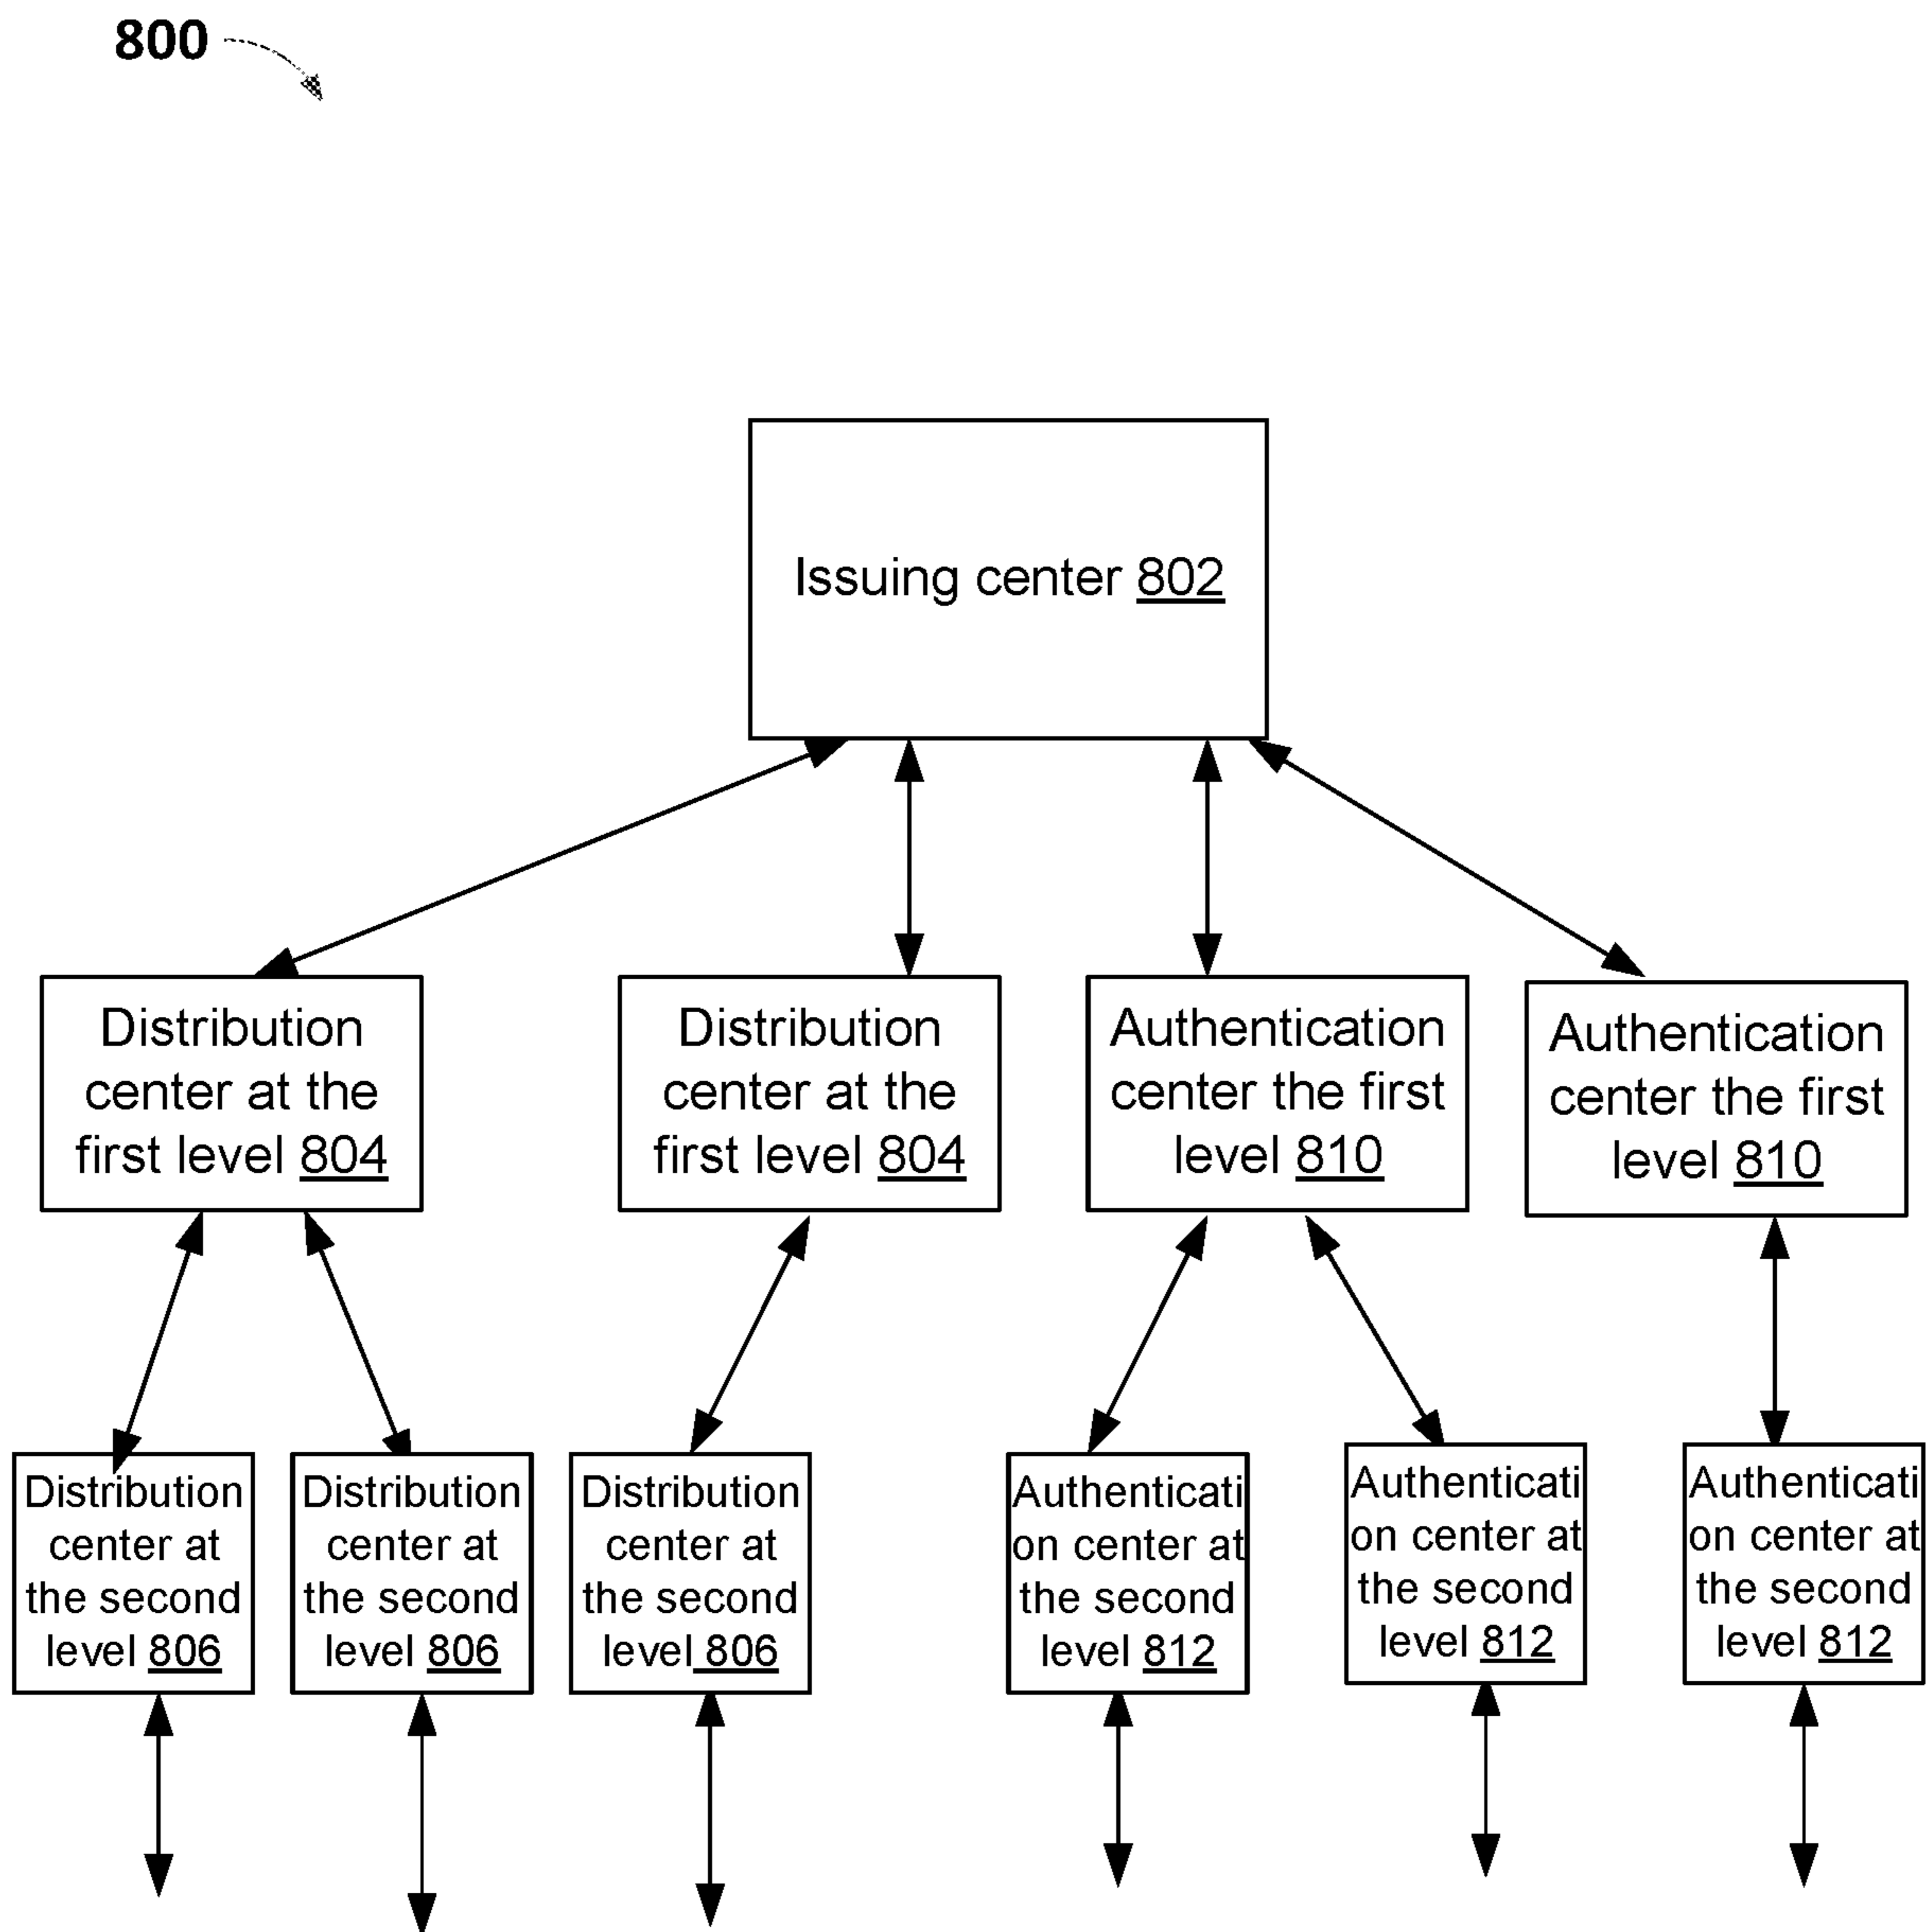 800
Issuing center 802
Distribution
center at the
first level 804
Distribution
center at the
first level 804
Authentication
center the first
level 810
Authentication
center the first
level 810
Distribution
center at
the second
level 806
Distribution
center at
the second
level 806
Distribution
center at
the second
level 806
Authenticati
on center at
the second
level 812
Authenticati
on center at
the second
level 812
Authenticati
on center at
the second
level 812